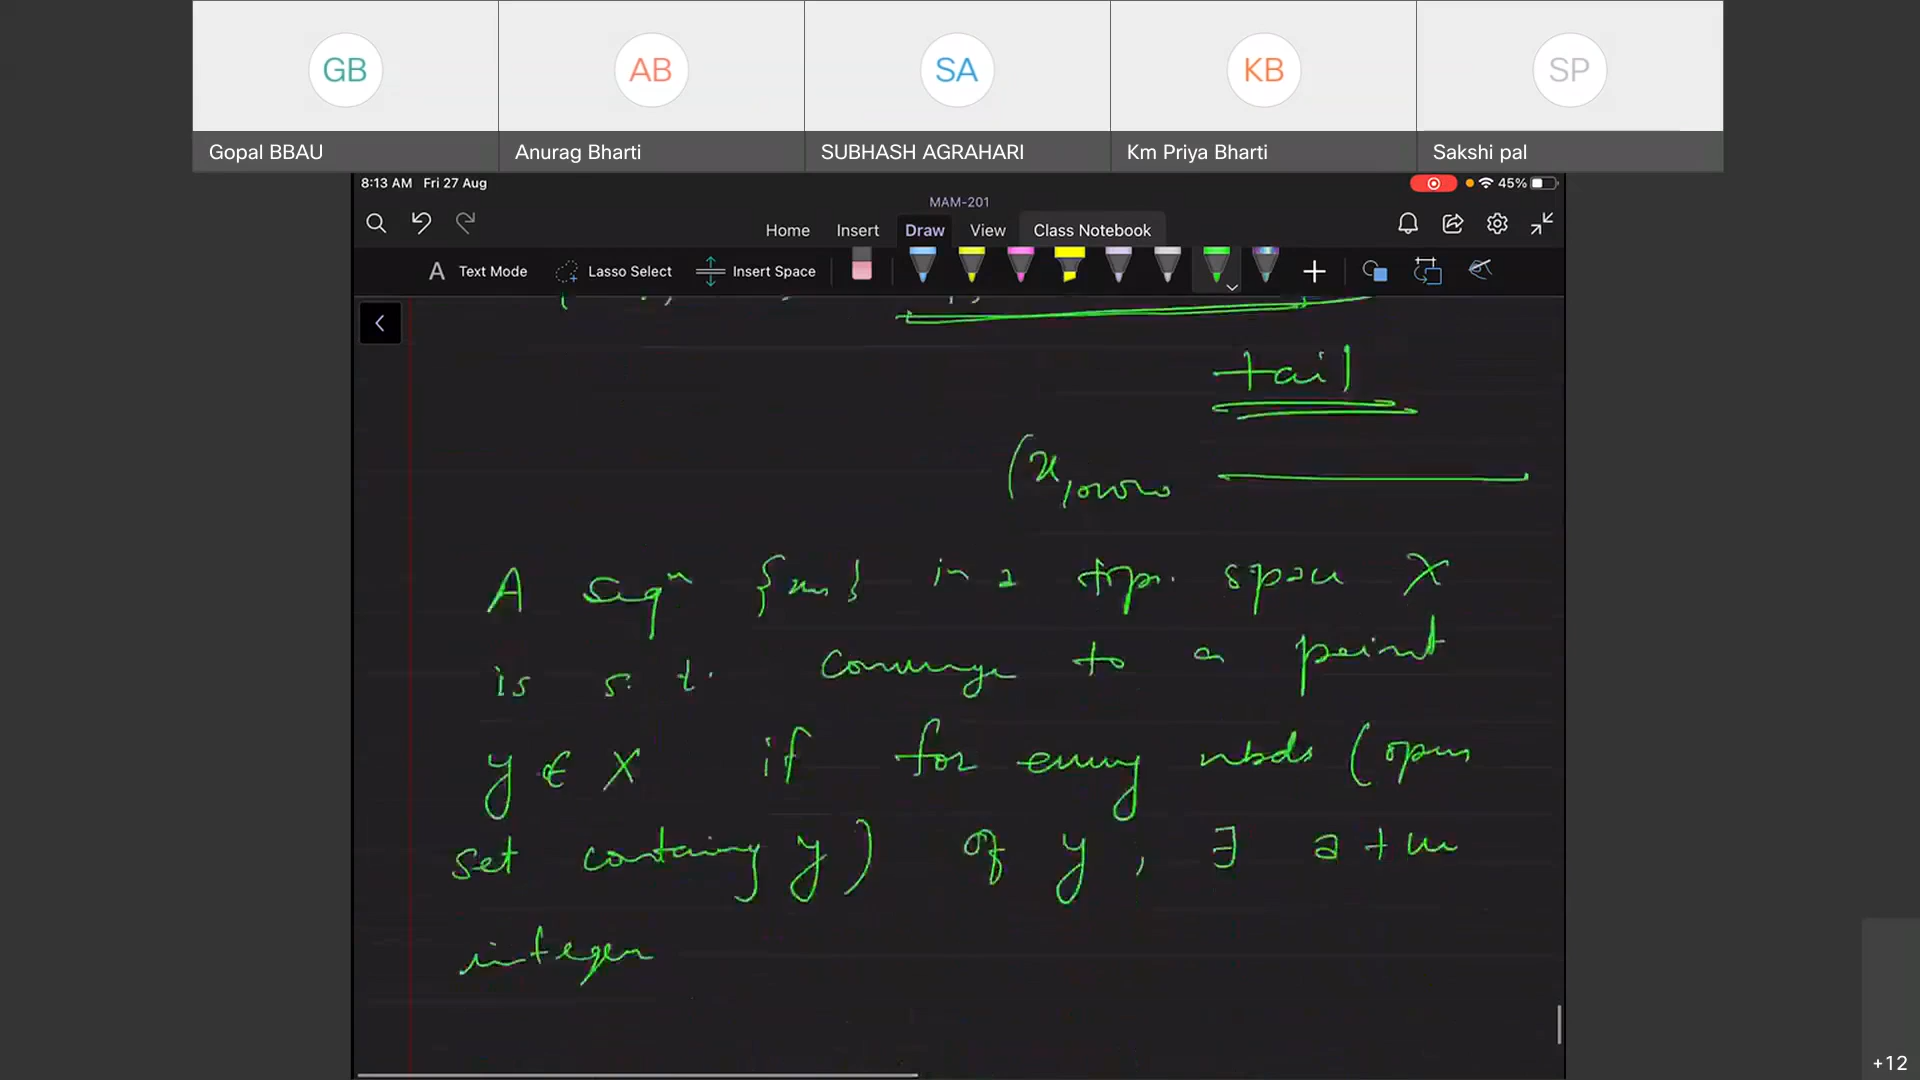 GB AB SA KB SP
Gopal BBAU Anurag Bharti SUBHASH AGRAHARI Km Priya Bharti Sakshi pal
8:13 AM Fri 27 Aug 45%
MAM-201
Home Insert Draw View Class Notebook
A Text Mode Lasso Select Insert Space
tail
A seqⁿ {xn} in a top. space X
is s.t. converge to a point
y ∈ X if for every nbds (open
set containg y) of y, ∃ a +ve
integer
+12